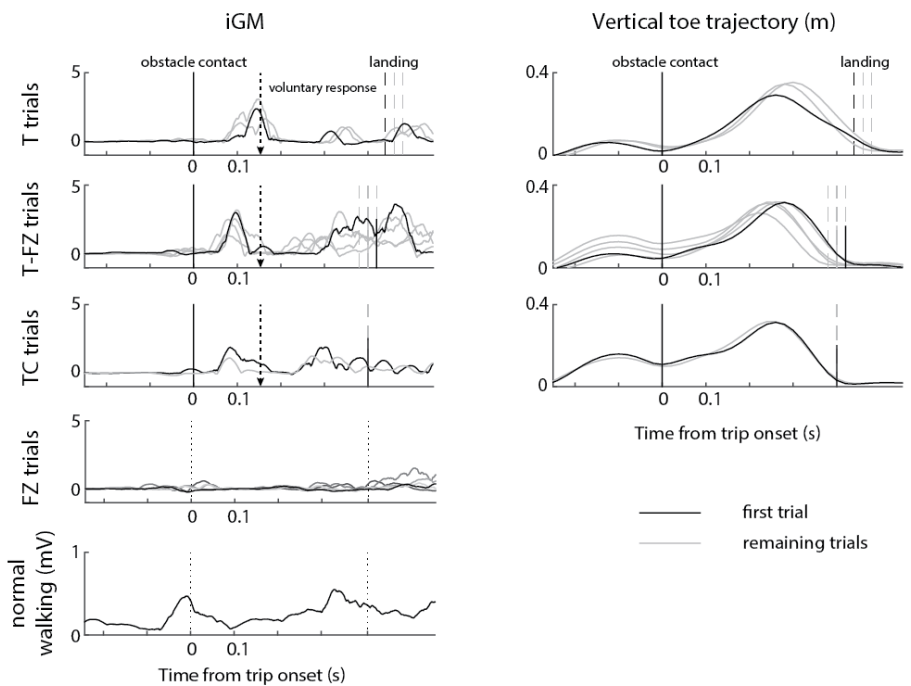 iGM
Vertical toe trajectory (m)
obstacle contact
landing
voluntary response
T trials
5
0
0 0.1
obstacle contact
landing
0.4
0
0 0.1
T-FZ trials
5
0
0 0.1
0.4
0
0 0.1
TC trials
5
0
0 0.1
0.4
0
0 0.1
Time from trip onset (s)
FZ trials
5
0
0 0.1
first trial
remaining trials
normal
walking (mV)
1
0
0 0.1
Time from trip onset (s)